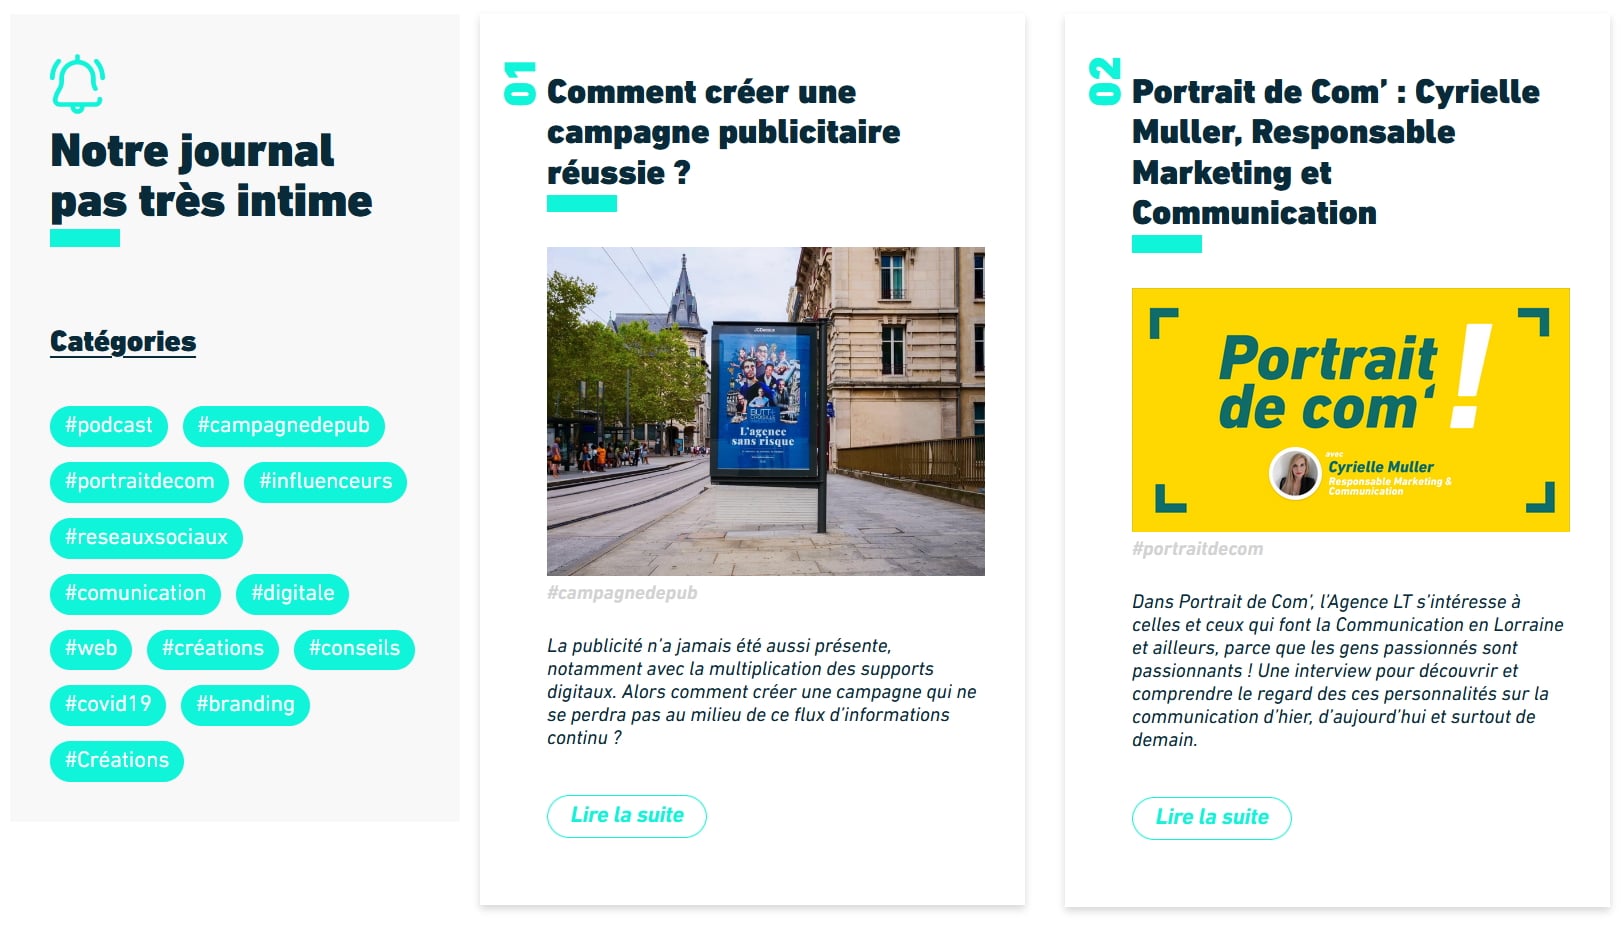 Notre journal
pas très intime
Catégories
#podcast #campagnedepub
#portraitdecom #influenceurs
#reseauxsociaux
#comunication #digitale
#web #créations #conseils
#covid19 #branding
#Créations
01
Comment créer une
campagne publicitaire
réussie ?
JCDecaux
L'agence
sans risque
#campagnedepub
La publicité n'a jamais été aussi présente,
notamment avec la multiplication des supports
digitaux. Alors comment créer une campagne qui ne
se perdra pas au milieu de ce flux d'informations
continu ?
Lire la suite
02
Portrait de Com' : Cyrielle
Muller, Responsable
Marketing et
Communication
Portrait
de com' !
avec
Cyrielle Muller
Responsable Marketing &
Communication
#portraitdecom
Dans Portrait de Com', l'Agence LT s'intéresse à
celles et ceux qui font la Communication en Lorraine
et ailleurs, parce que les gens passionnés sont
passionnants ! Une interview pour découvrir et
comprendre le regard des ces personnalités sur la
communication d'hier, d'aujourd'hui et surtout de
demain.
Lire la suite